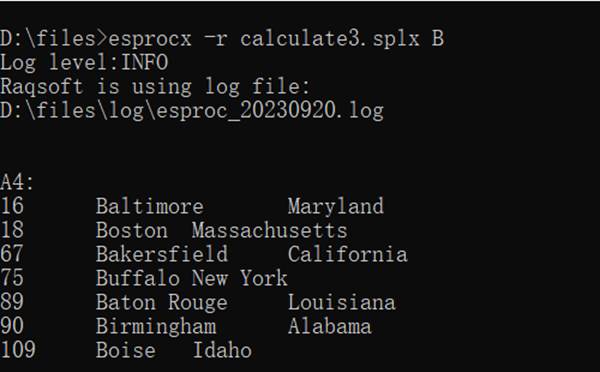 D:\files>esprocx -r calculate3.splx B
Log level:INFO
Raqsoft is using log file:
D:\files\log\esproc_20230920.log
A4:
16 Baltimore Maryland
18 Boston Massachusetts
67 Bakersfield California
75 Buffalo New York
89 Baton Rouge Louisiana
90 Birmingham Alabama
109 Boise Idaho